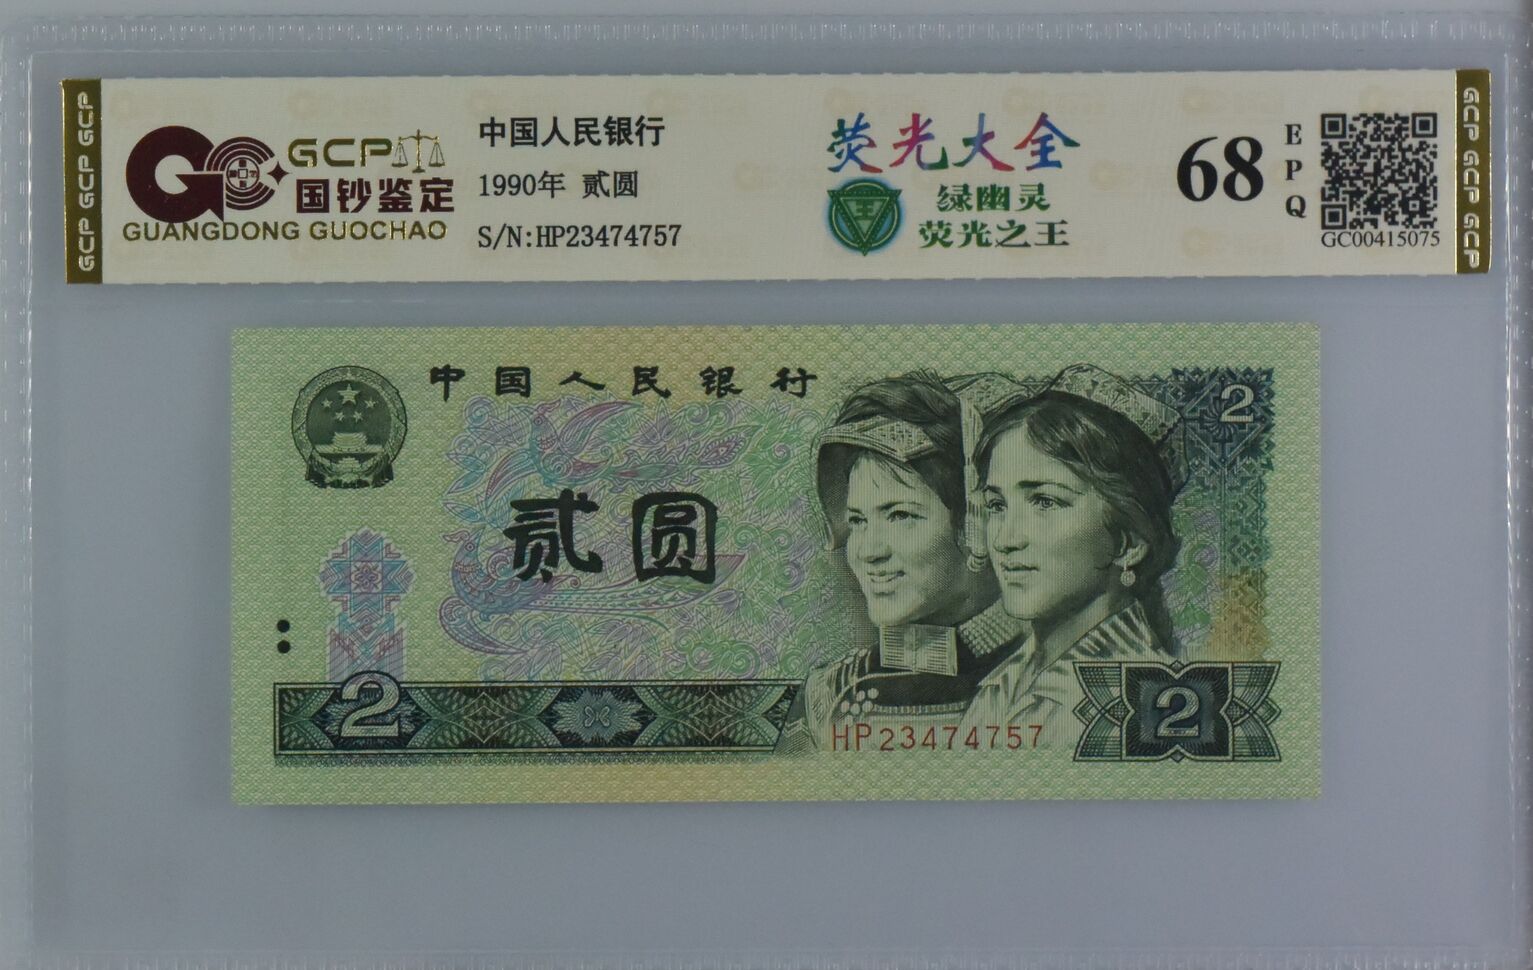 GCP GCP GCP
GCP
国钞鉴定
GUANGDONG GUOCHAO
中国人民银行
1990年 贰圆
S/N:HP23474757
荧光大全
王
绿幽灵
荧光之王
68
EPQ
GC00415075
GCP GCP GCP
中国人民银行
2
贰圆
2
HP23474757
2